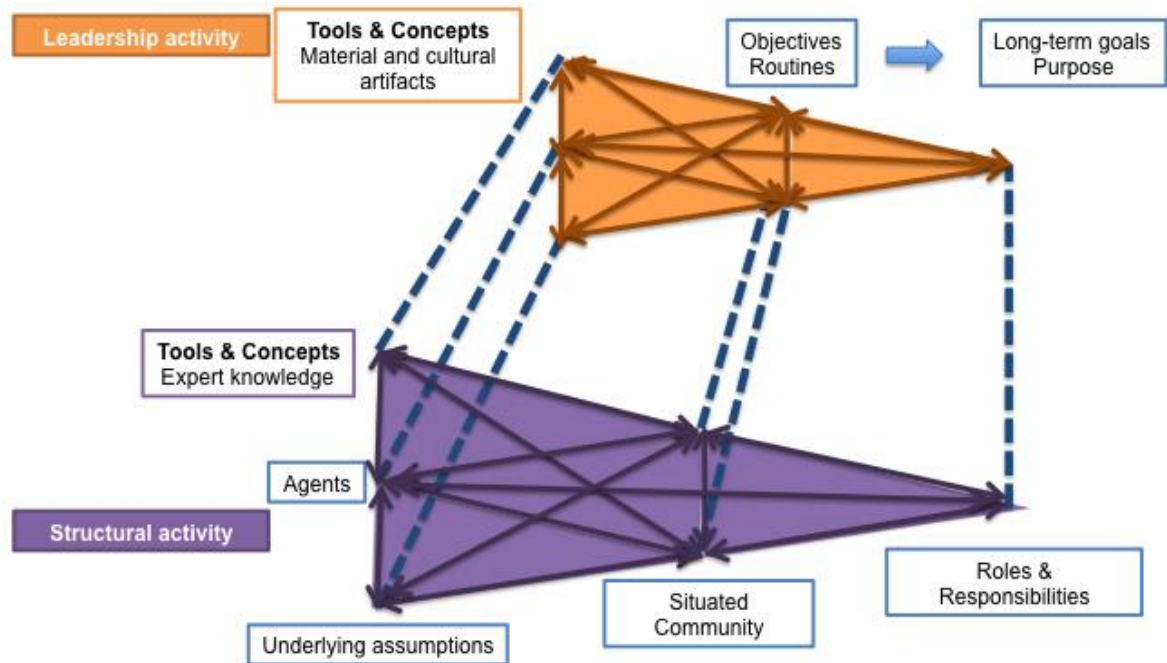 Leadership activity
Tools & Concepts
Material and cultural
artifacts
Objectives
Routines
Long-term goals
Purpose
Tools & Concepts
Expert knowledge
Agents
Structural activity
Situated
Community
Roles &
Responsibilities
Underlying assumptions